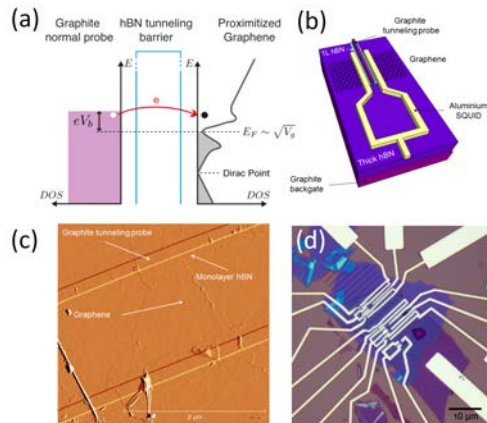 (a)
Graphite normal probe
hBN tunneling barrier
Proximitized Graphene
E
E
e
eV_b
E_F ~ √V_g
Dirac Point
DOS
DOS
(b)
Graphite tunneling probe
1L hBN
Graphene
Aluminium SQUID
Thick hBN
Graphite backgate
(c)
Graphite tunneling probe
Monolayer hBN
Graphene
2 µm
(d)
10 µm